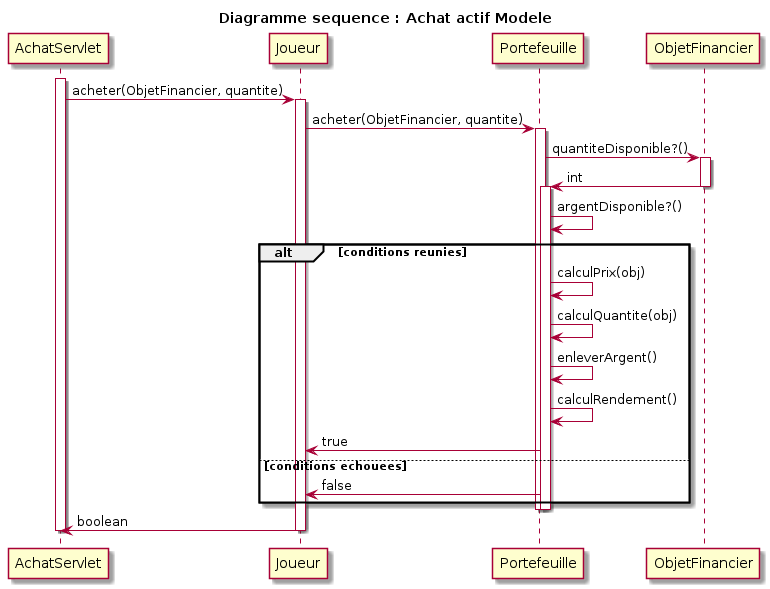 Diagramme sequence : Achat actif Modele
AchatServlet Joueur Portefeuille ObjetFinancier
acheter(ObjetFinancier, quantite)
acheter(ObjetFinancier, quantite)
quantiteDisponible?()
int
argentDisponible?()
alt [conditions reunies]
calculPrix(obj)
calculQuantite(obj)
enleverArgent()
calculRendement()
true
[conditions echouees]
false
boolean
AchatServlet Joueur Portefeuille ObjetFinancier